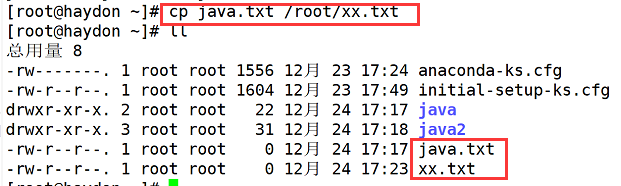 [root@haydon ~]# cp java.txt /root/xx.txt
[root@haydon ~]# ll
总用量 8
-rw-------. 1 root root 1556 12月 23 17:24 anaconda-ks.cfg
-rw-r--r--. 1 root root 1604 12月 23 17:49 initial-setup-ks.cfg
drwxr-xr-x. 2 root root   22 12月 24 17:17 java
drwxr-xr-x. 3 root root   31 12月 24 17:18 java2
-rw-r--r--. 1 root root    0 12月 24 17:17 java.txt
-rw-r--r--. 1 root root    0 12月 24 17:23 xx.txt
[root@haydon ~]#